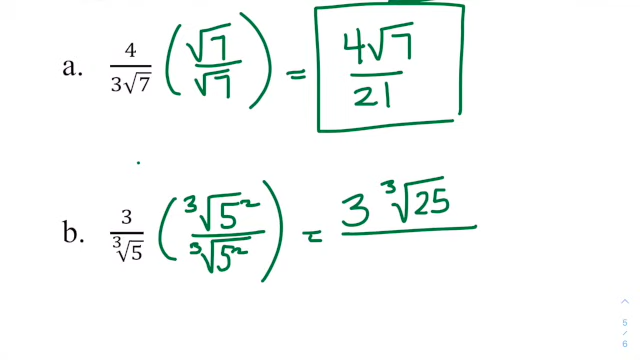 a. 4/(3√7) (√7/√7) = 4√7/21
b. 3/∛5 (∛5²/∛5²) = 3 ∛25
5
/
6